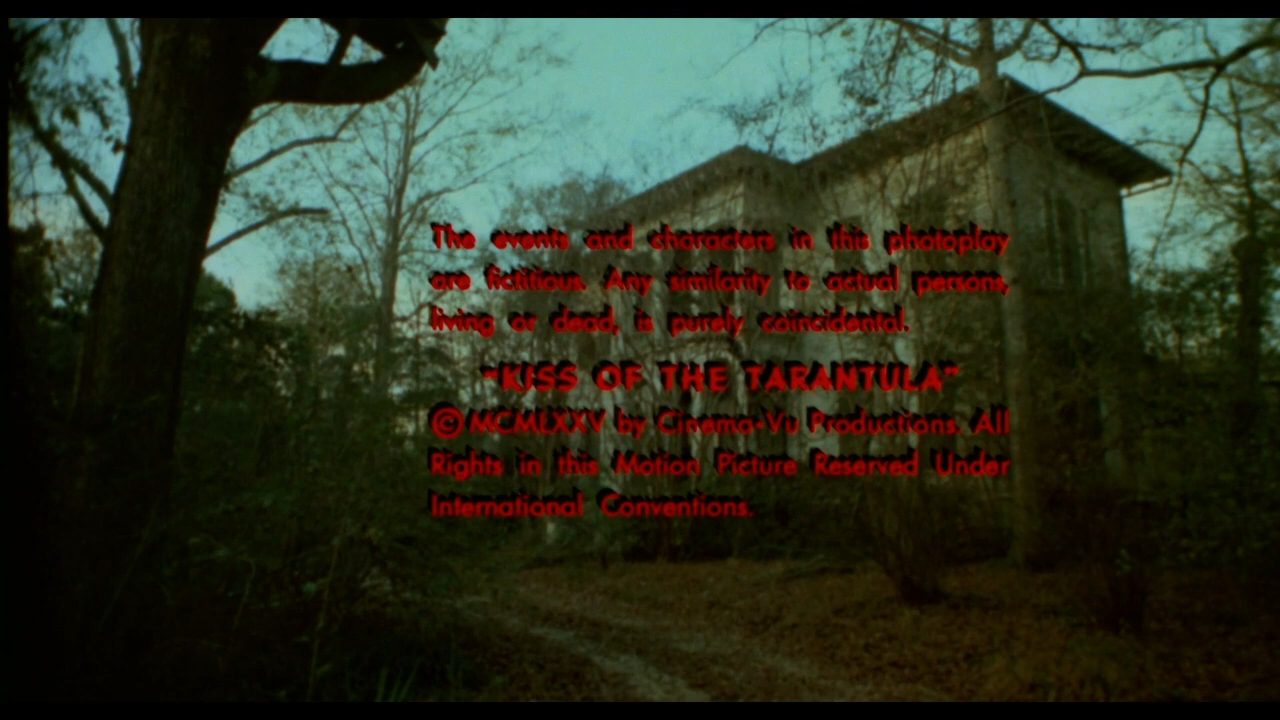 The events and characters in this photoplay
are fictitious. Any similarity to actual persons,
living or dead, is purely coincidental.
"KISS OF THE TARANTULA"
©MCMLXXV by Cinema-Vu Productions. All
Rights in this Motion Picture Reserved Under
International Conventions.